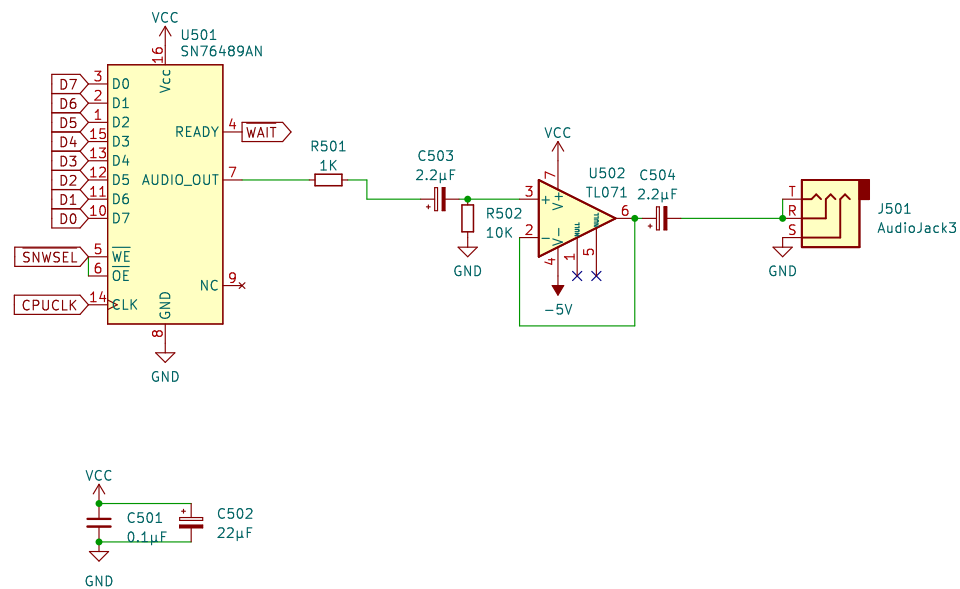 VCC
U501
SN76489AN
16
Vcc
D7 3 D0
D6 2 D1
D5 1 D2
D4 15 D3
D3 13 D4
D2 12 D5
D1 11 D6
D0 10 D7
READY 4 WAIT
AUDIO_OUT 7
SNWSEL 5 WE
6 OE
NC 9
CPUCLK 14 CLK
GND
8
GND
R501
1K
C503
2.2µF
+
R502
10K
GND
VCC
7
U502
TL071
3 +
V+
2 -
V-
NULL
NULL
6
4
1
5
-5V
C504
2.2µF
+
T
R
S
J501
AudioJack3
GND
VCC
C501
0.1µF
+
C502
22µF
GND